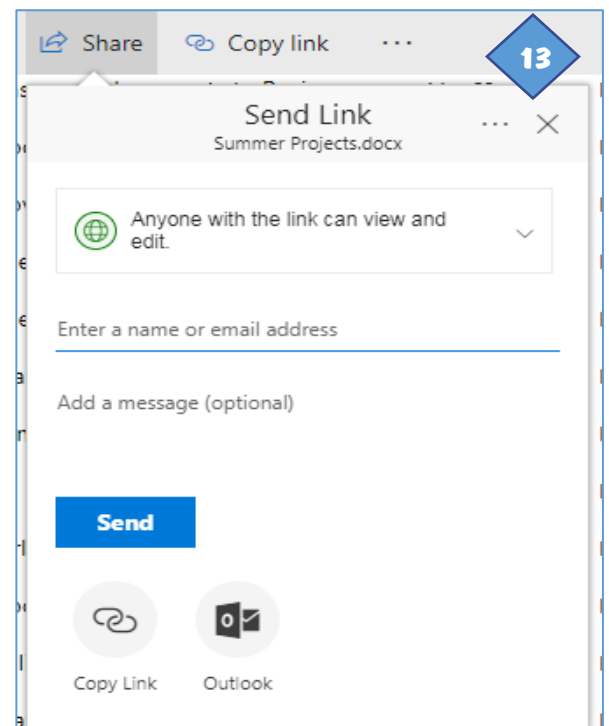 Share Copy link ...
13
Send Link ...
Summer Projects.docx
Anyone with the link can view and
edit.
Enter a name or email address
Add a message (optional)
Send
Copy Link Outlook